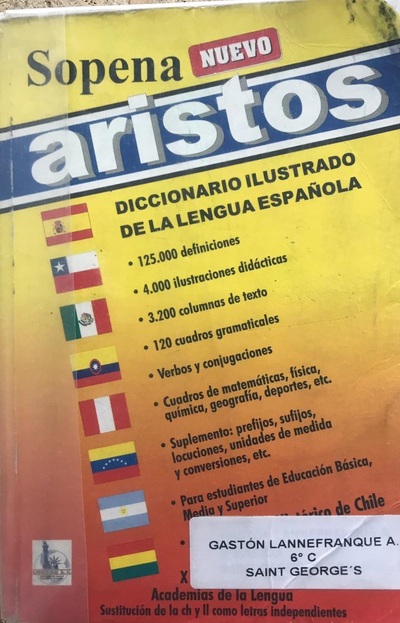 Sopena NUEVO
aristos
DICCIONARIO ILUSTRADO
DE LA LENGUA ESPAÑOLA
• 125.000 definiciones
• 4.000 ilustraciones didácticas
• 3.200 columnas de texto
• 120 cuadros gramaticales
• Verbos y conjugaciones
• Cuadros de matemáticas, física,
química, geografía, deportes, etc.
• Suplemento: prefijos, sufijos,
locuciones, unidades de medida
y conversiones, etc.
• Para estudiantes de Educación Básica,
Media y Superior
de Chile
GASTÓN LANNEFRANQUE A.
6° C
SAINT GEORGE´S
X
Academias de la Lengua
Sustitución de la ch y ll como letras independientes